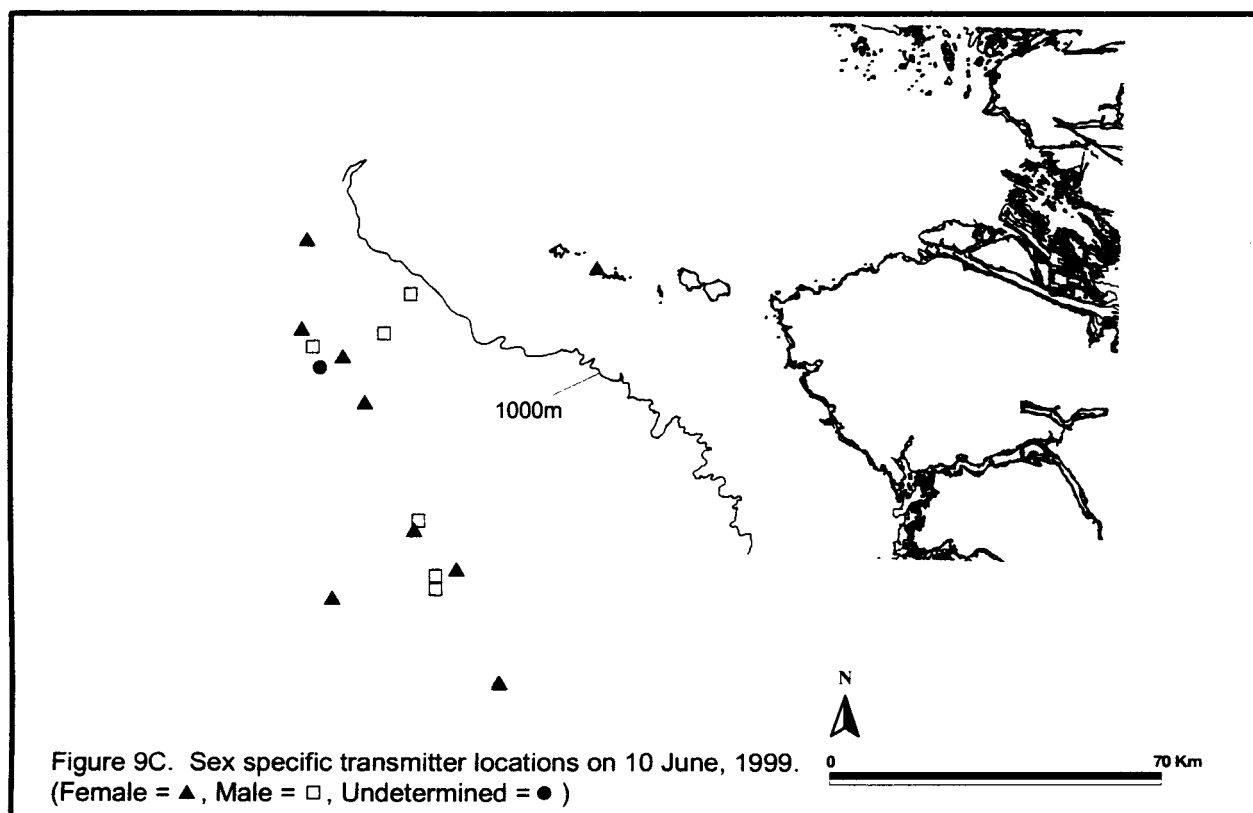 1000m
N
0 70 Km
Figure 9C. Sex specific transmitter locations on 10 June, 1999.
(Female = ▲, Male = □, Undetermined = ● )